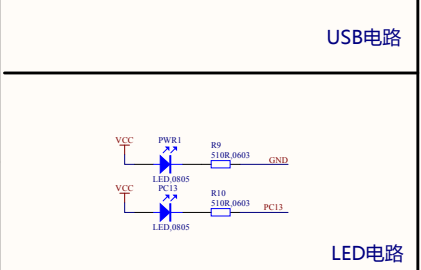 USB电路
VCC
PWR1
LED,0805
R9
510R,0603
GND
VCC
PC13
LED,0805
R10
510R,0603
PC13
LED电路